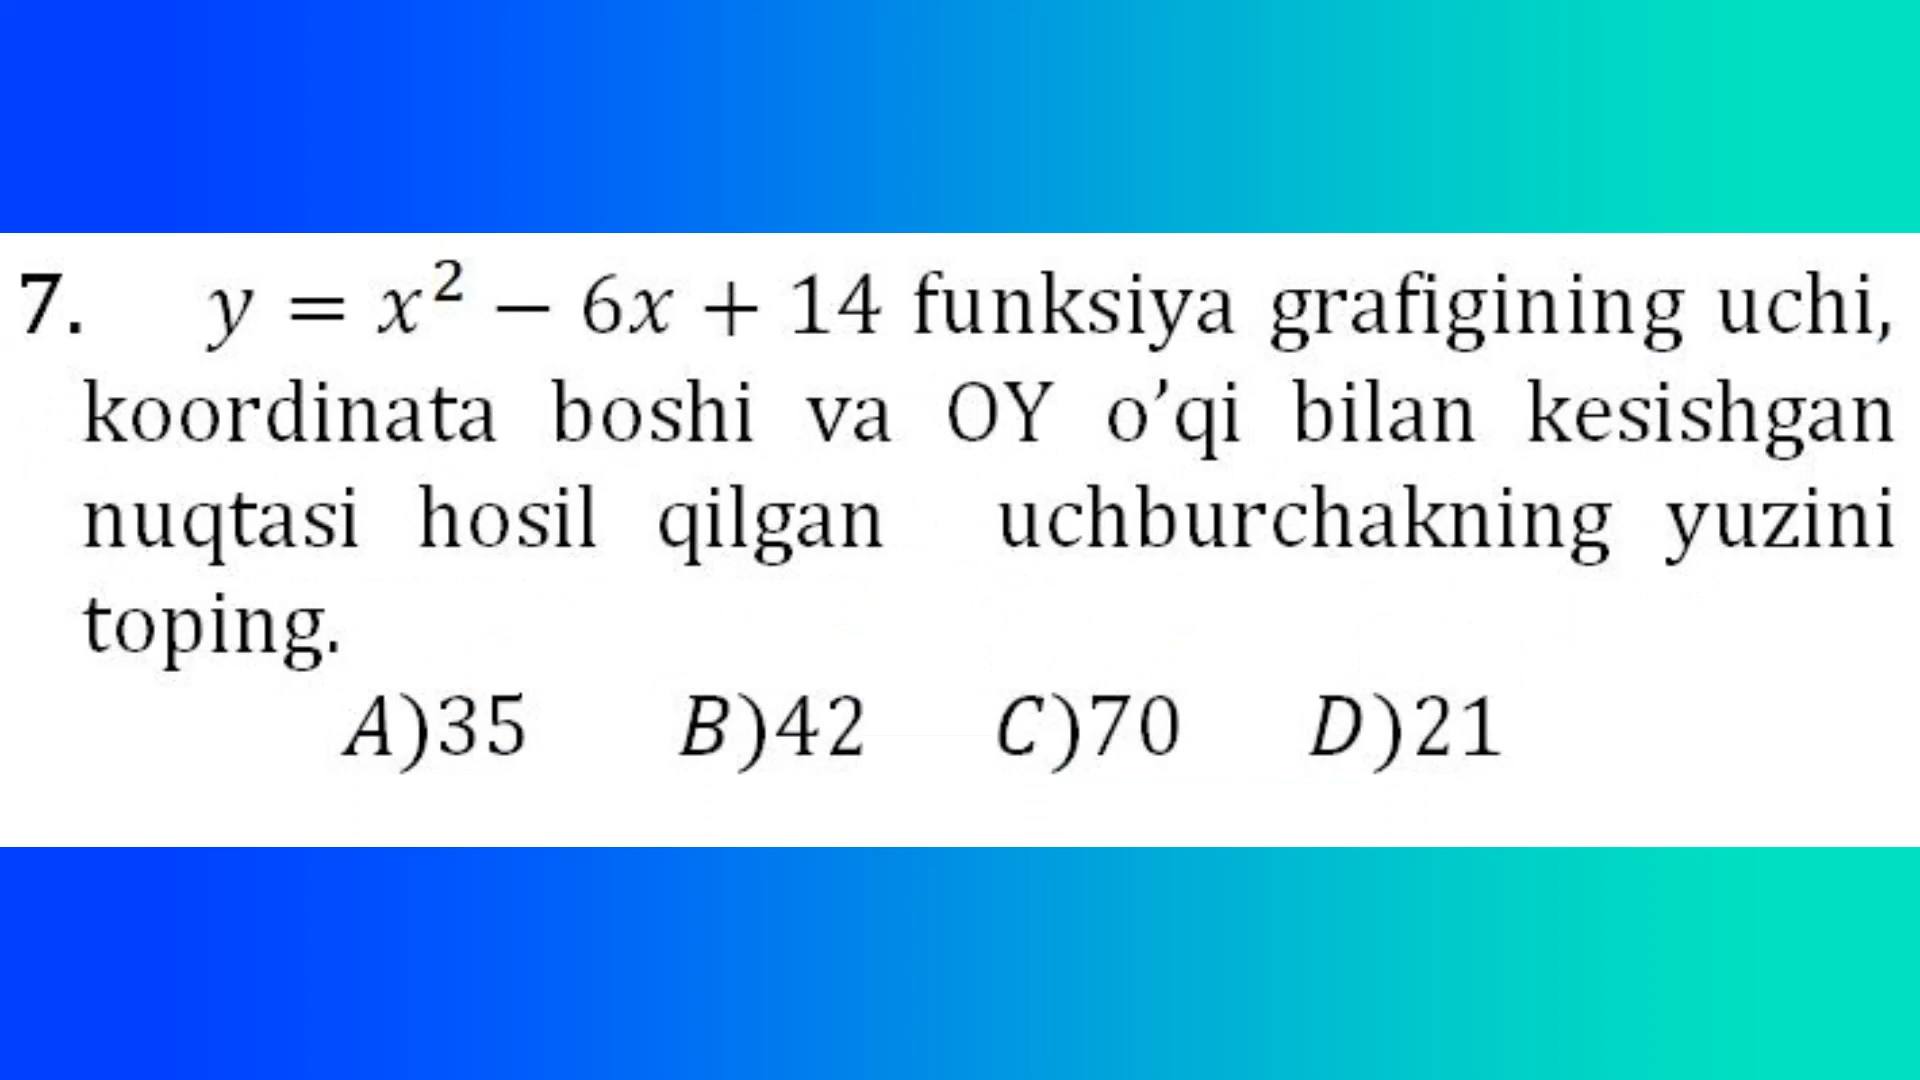 7. y = x² − 6x + 14 funksiya grafigining uchi,
koordinata boshi va OY o’qi bilan kesishgan
nuqtasi hosil qilgan uchburchakning yuzini
toping.
A)35 B)42 C)70 D)21